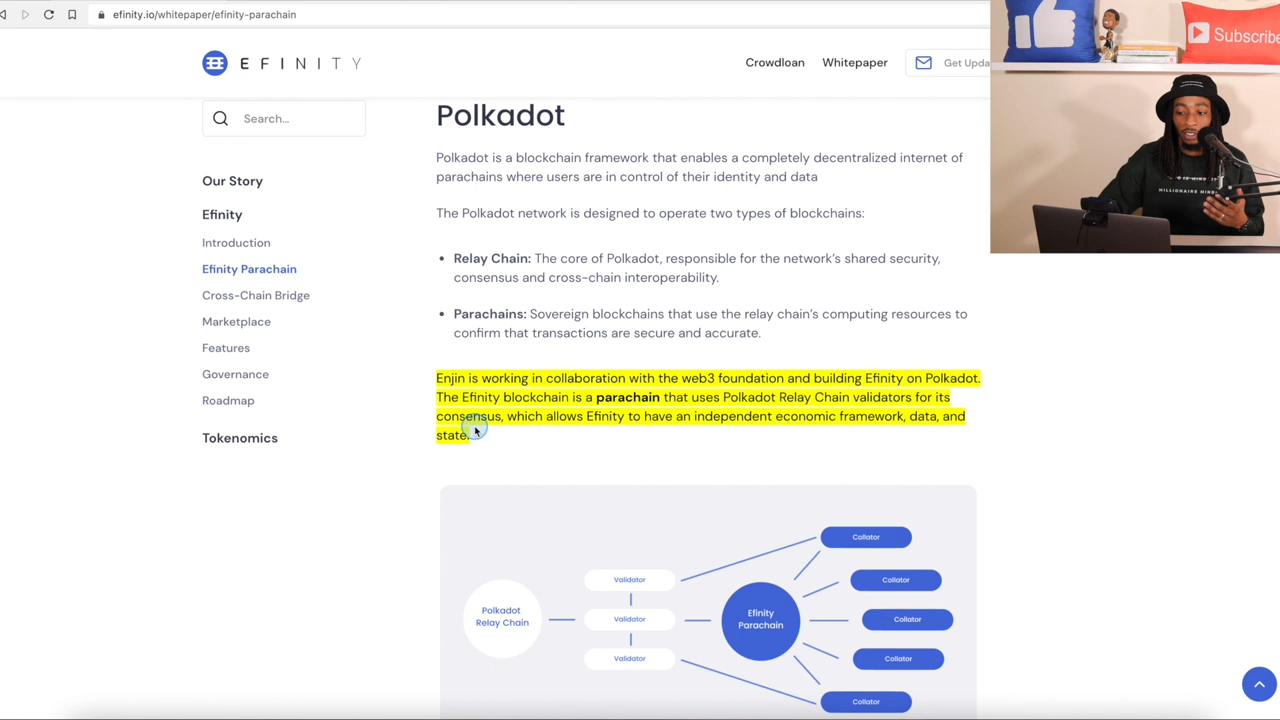 efinity.io/whitepaper/efinity-parachain
EFINITY
Crowdloan
Whitepaper
Get Upda
Subscribe
Search...
Our Story
Efinity
Introduction
Efinity Parachain
Cross-Chain Bridge
Marketplace
Features
Governance
Roadmap
Tokenomics
Polkadot
Polkadot is a blockchain framework that enables a completely decentralized internet of
parachains where users are in control of their identity and data
The Polkadot network is designed to operate two types of blockchains:
• Relay Chain: The core of Polkadot, responsible for the network's shared security,
consensus and cross-chain interoperability.
• Parachains: Sovereign blockchains that use the relay chain's computing resources to
confirm that transactions are secure and accurate.
Enjin is working in collaboration with the web3 foundation and building Efinity on Polkadot.
The Efinity blockchain is a parachain that uses Polkadot Relay Chain validators for its
consensus, which allows Efinity to have an independent economic framework, data, and
state.
Polkadot
Relay Chain
Validator
Validator
Validator
Efinity
Parachain
Collator
Collator
Collator
Collator
Collator
MILLIONAIRE MIND